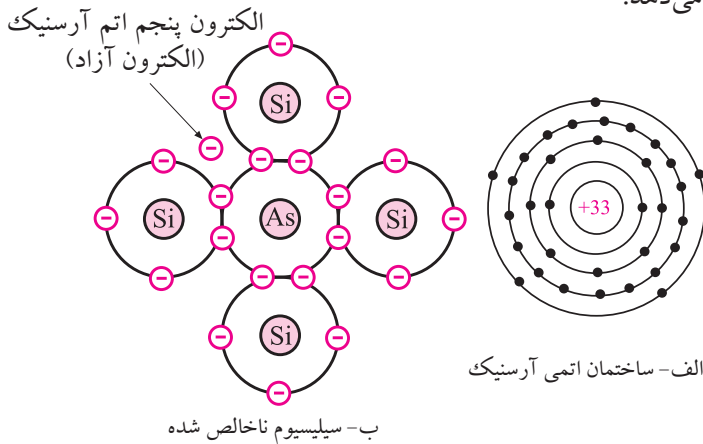 می‌دهد.
الکترون پنجم اتم آرسنیک
(الکترون آزاد)
Si
Si
As
Si
Si
+33
الف- ساختمان اتمی آرسنیک
ب- سیلیسیوم ناخالص شده